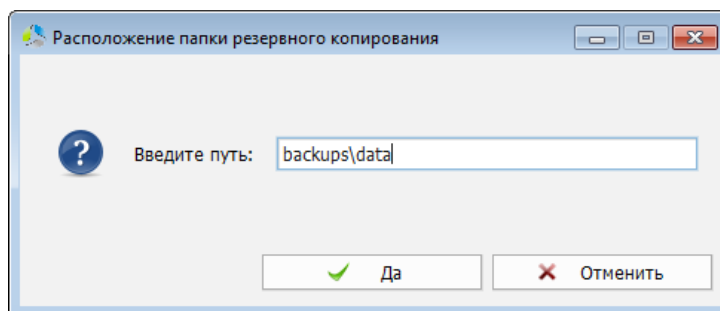 Расположение папки резервного копирования
Введите путь: backups\data
Да Отменить